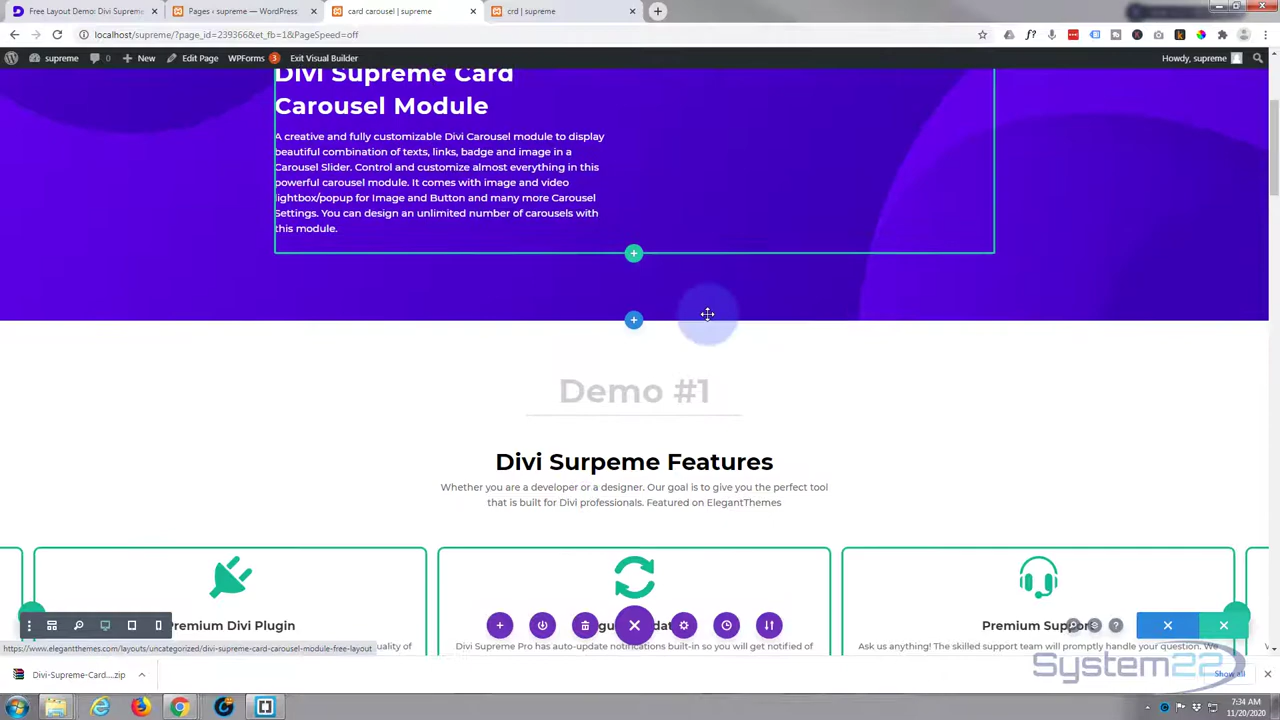 Free Layout Demo: Divi Suprem
Pages ‹ supreme — WordPress
card carousel | supreme
crd | supreme
localhost/supreme/?page_id=239366&et_fb=1&PageSpeed=off
supreme
0
New
Edit Page
WPForms
3
Exit Visual Builder
Howdy, supreme
Divi Supreme Card
Carousel Module
A creative and fully customizable Divi Carousel module to display
beautiful combination of texts, links, badge and image in a
Carousel Slider. Control and customize almost everything in this
powerful carousel module. It comes with image and video
lightbox/popup for Image and Button and many more Carousel
Settings. You can design an unlimited number of carousels with
this module.
Demo #1
Divi Surpeme Features
Whether you are a developer or a designer. Our goal is to give you the perfect tool
that is built for Divi professionals. Featured on ElegantThemes
Premium Divi Plugin
Premium Support
https://www.elegantthemes.com/layouts/uncategorized/divi-supreme-card-carousel-module-free-layout
uality of
Divi Supreme Pro has auto-update notifications built-in so you will get notified of
Ask us anything! The skilled support team will promptly handle your question. We
Divi-Supreme-Card....zip
System22
Show all
7:34 AM
11/20/2020